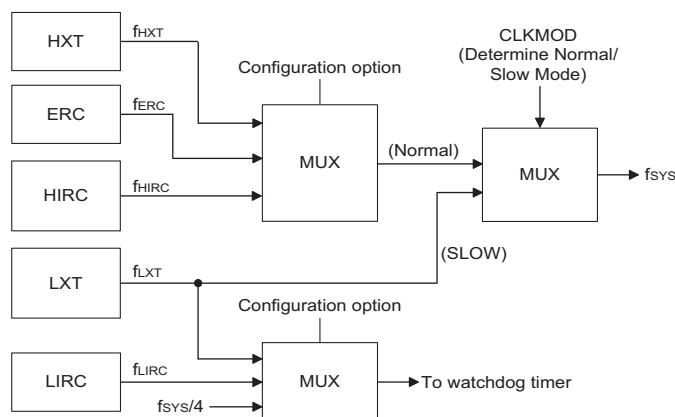 HXT
fHXT
ERC
fERC
HIRC
fHIRC
Configuration option
MUX
(Normal)
CLKMOD
(Determine Normal/
Slow Mode)
MUX
fSYS
(SLOW)
LXT
fLXT
LIRC
fLIRC
fSYS/4
Configuration option
MUX
To watchdog timer